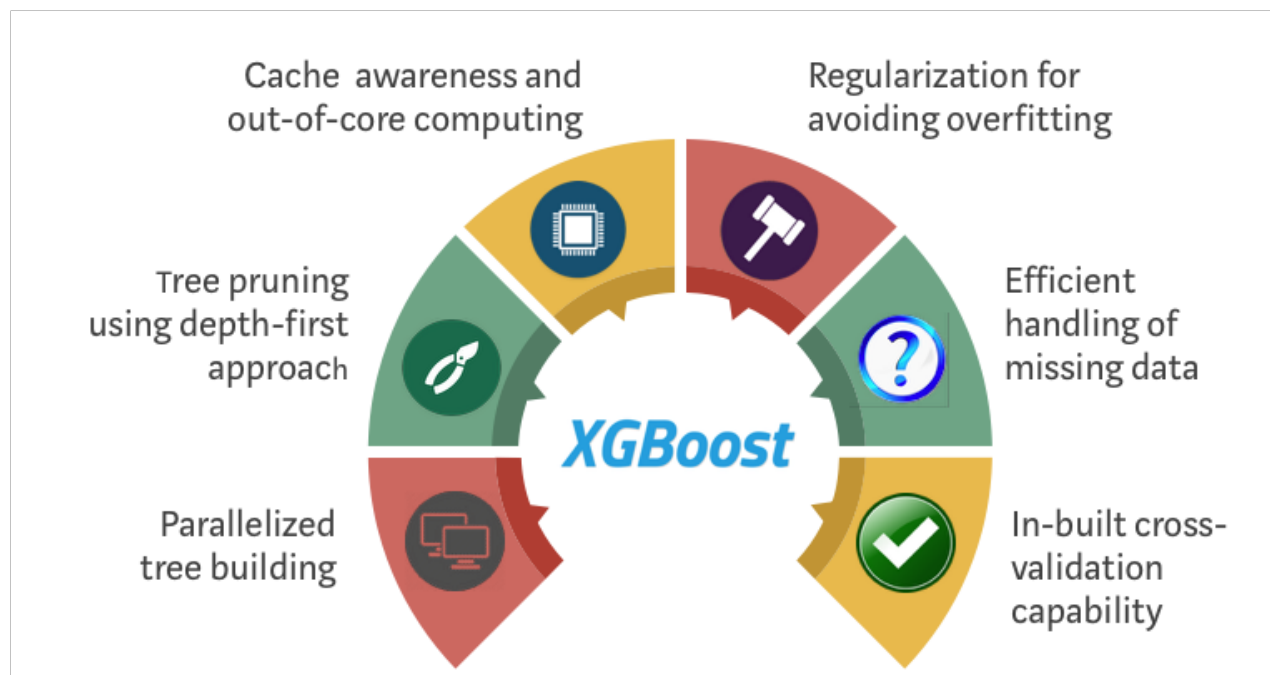 Cache awareness and
out-of-core computing
Regularization for
avoiding overfitting
Tree pruning
using depth-first
approach
Efficient
handling of
missing data
XGBoost
Parallelized
tree building
In-built cross-
validation
capability